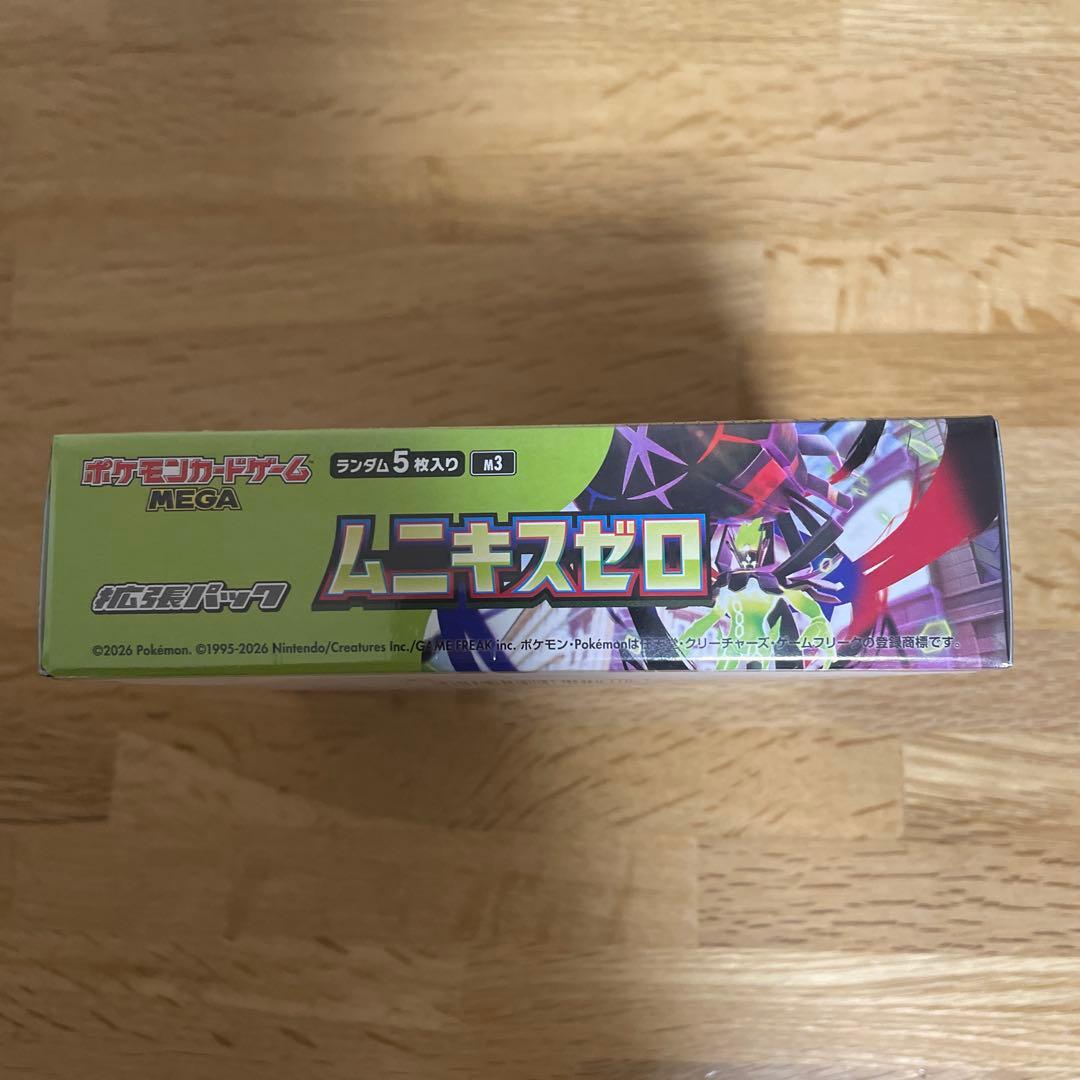 ポケモンカードゲーム™
MEGA
ランダム5枚入り
M3
ムニキスゼロ
拡張パック
©2026 Pokémon. ©1995-2026 Nintendo/Creatures Inc./GAME FREAK inc. ポケモン・Pokémonは任天堂・クリーチャーズ・ゲームフリークの登録商標です。